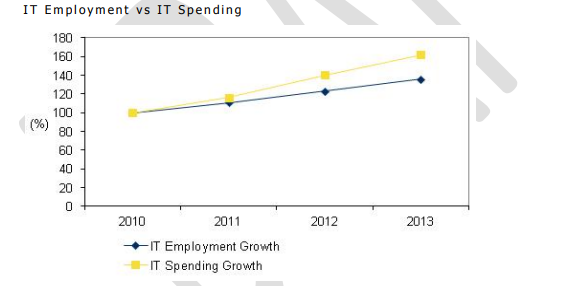 IT Employment vs IT Spending
180
160
140
120
100
(%)
80
60
40
20
0
2010 2011 2012 2013
IT Employment Growth
IT Spending Growth